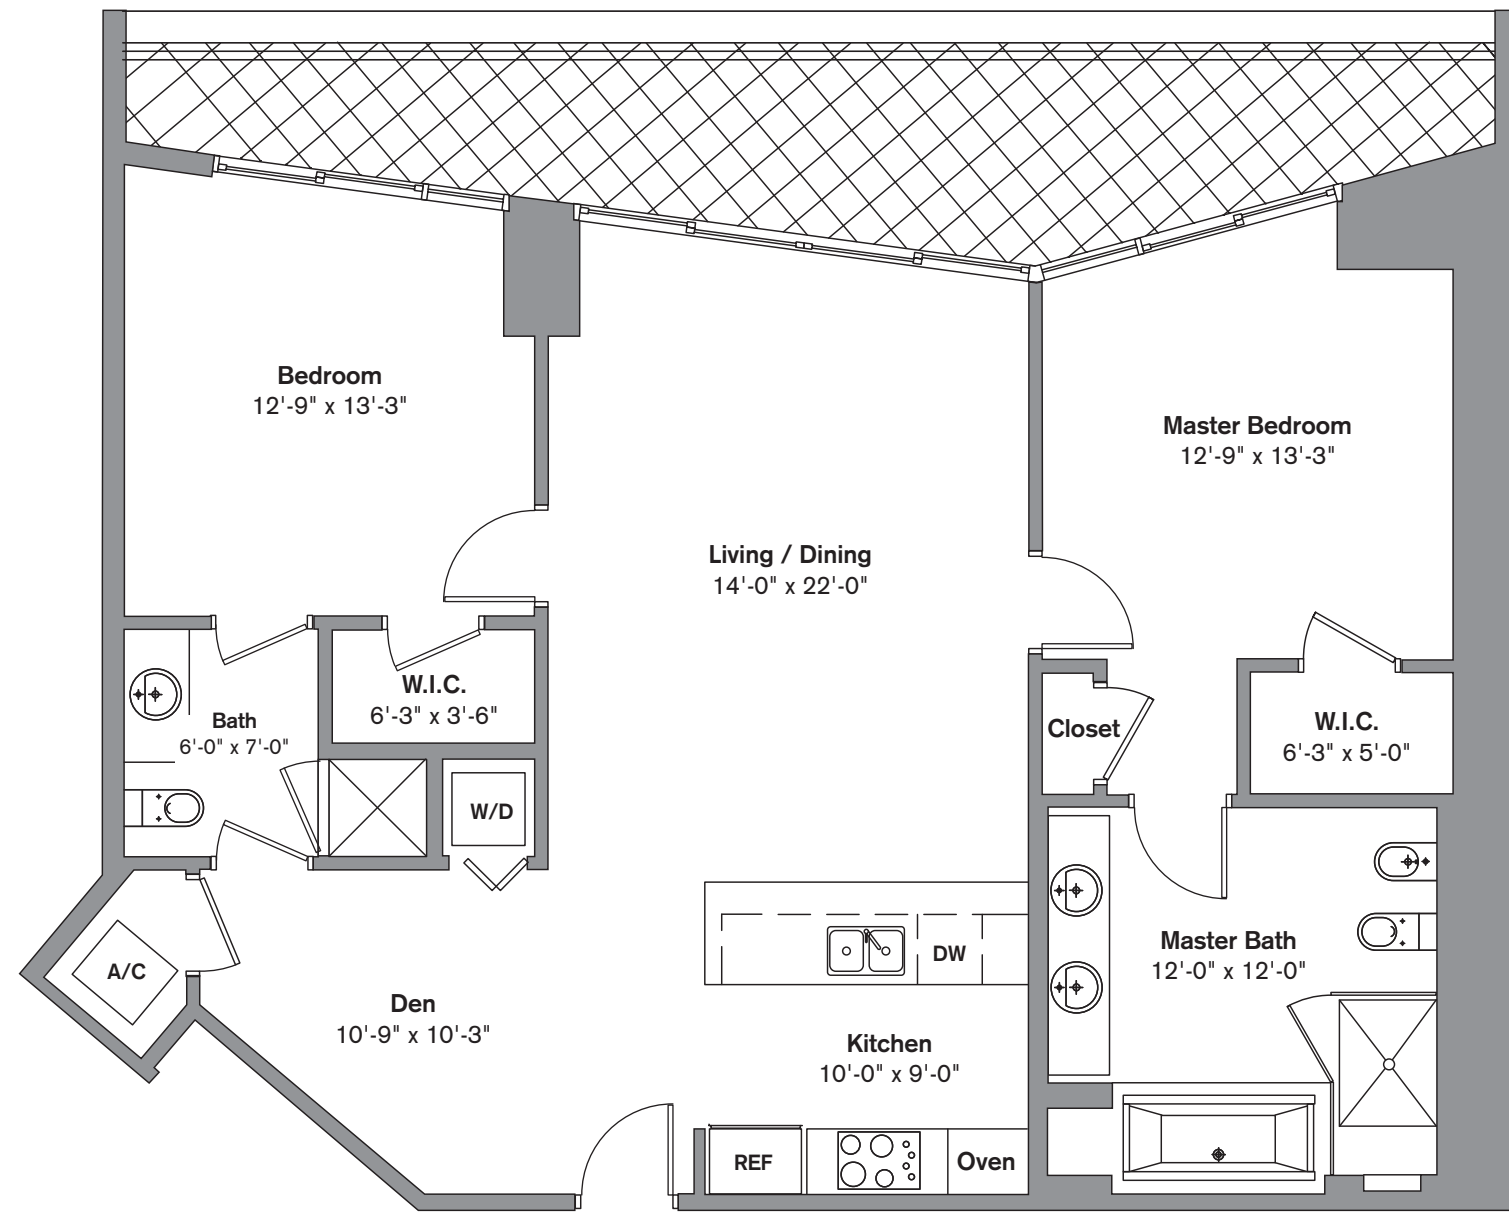 Bedroom
12'-9" x 13'-3"
Master Bedroom
12'-9" x 13'-3"
Living / Dining
14'-0" x 22'-0"
W.I.C.
6'-3" x 3'-6"
Bath
6'-0" x 7'-0"
Closet
W.I.C.
6'-3" x 5'-0"
W/D
Master Bath
12'-0" x 12'-0"
DW
A/C
Den
10'-9" x 10'-3"
Kitchen
10'-0" x 9'-0"
REF
Oven